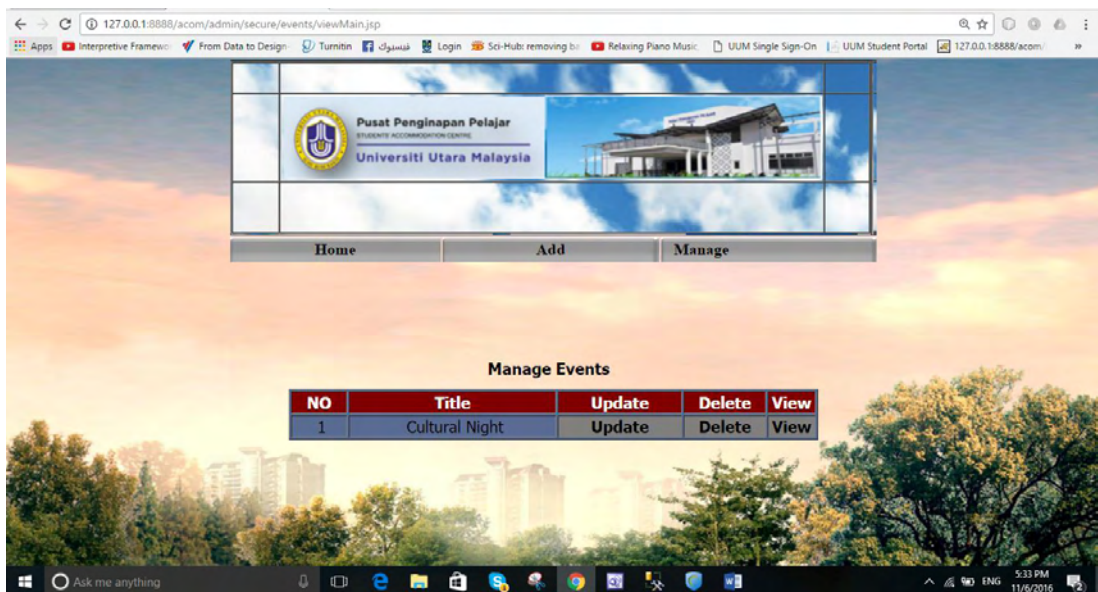 127.0.0.1:8888/acom/admin/secure/events/viewMain.jsp
Apps Interpretive Framewo From Data to Design Turnitin فيسبوك Login Sci-Hub: removing ba Relaxing Piano Music UUM Single Sign-On UUM Student Portal 127.0.0.1:8888/acom/ »
Pusat Penginapan Pelajar
STUDENTS ACCOMMODATION CENTRE
Universiti Utara Malaysia
Home Add Manage
Manage Events
NO Title Update Delete View
1 Cultural Night Update Delete View
Ask me anything
ENG 5:33 PM
11/6/2016